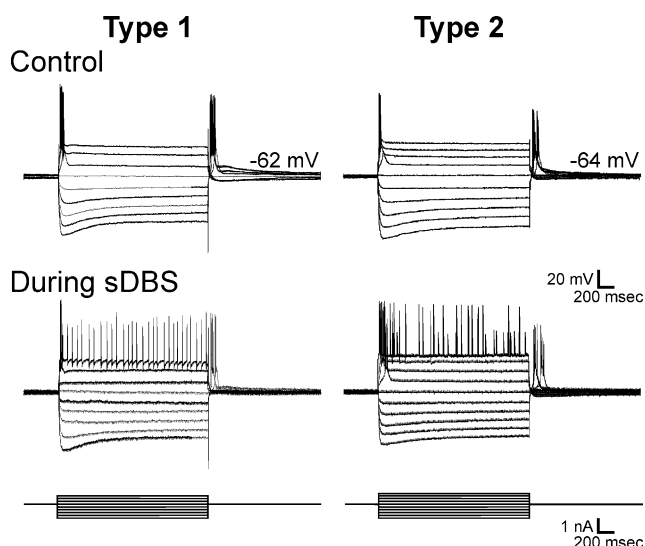 Type 1
Type 2
Control
-62 mV
-64 mV
During sDBS
20 mV
200 msec
1 nA
200 msec